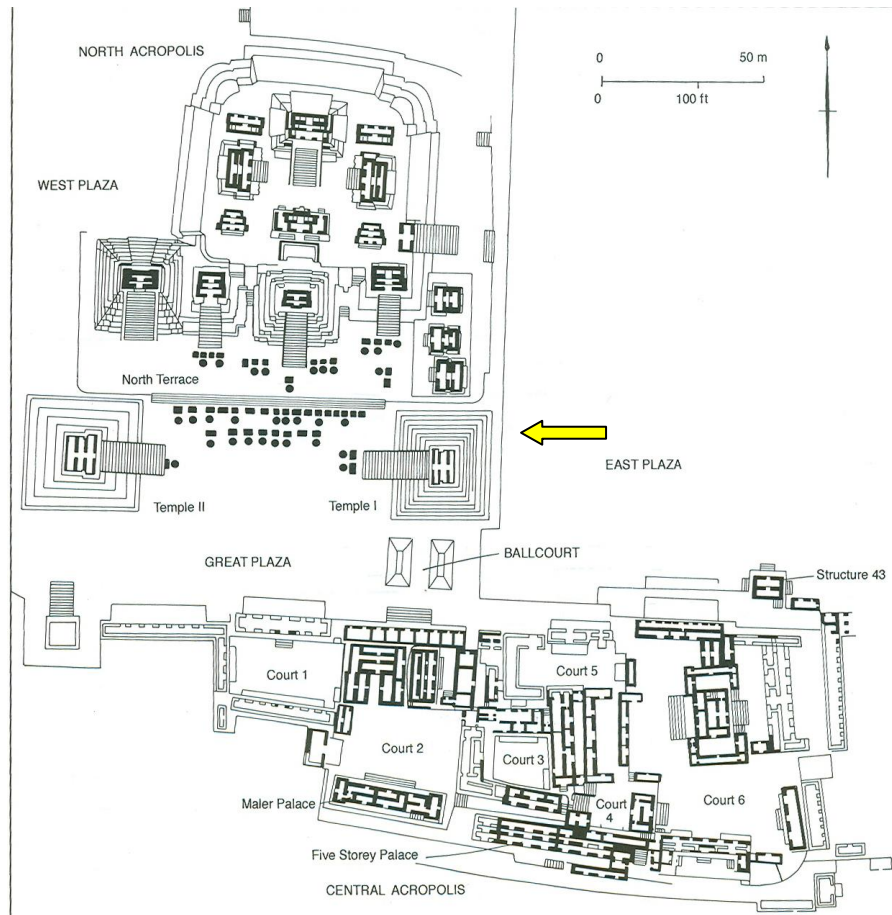 NORTH ACROPOLIS
0 50 m
0 100 ft
WEST PLAZA
North Terrace
EAST PLAZA
Temple II
Temple I
GREAT PLAZA
BALLCOURT
Structure 43
Court 1
Court 5
Court 2
Court 3
Maler Palace
Court
4
Court 6
Five Storey Palace
CENTRAL ACROPOLIS